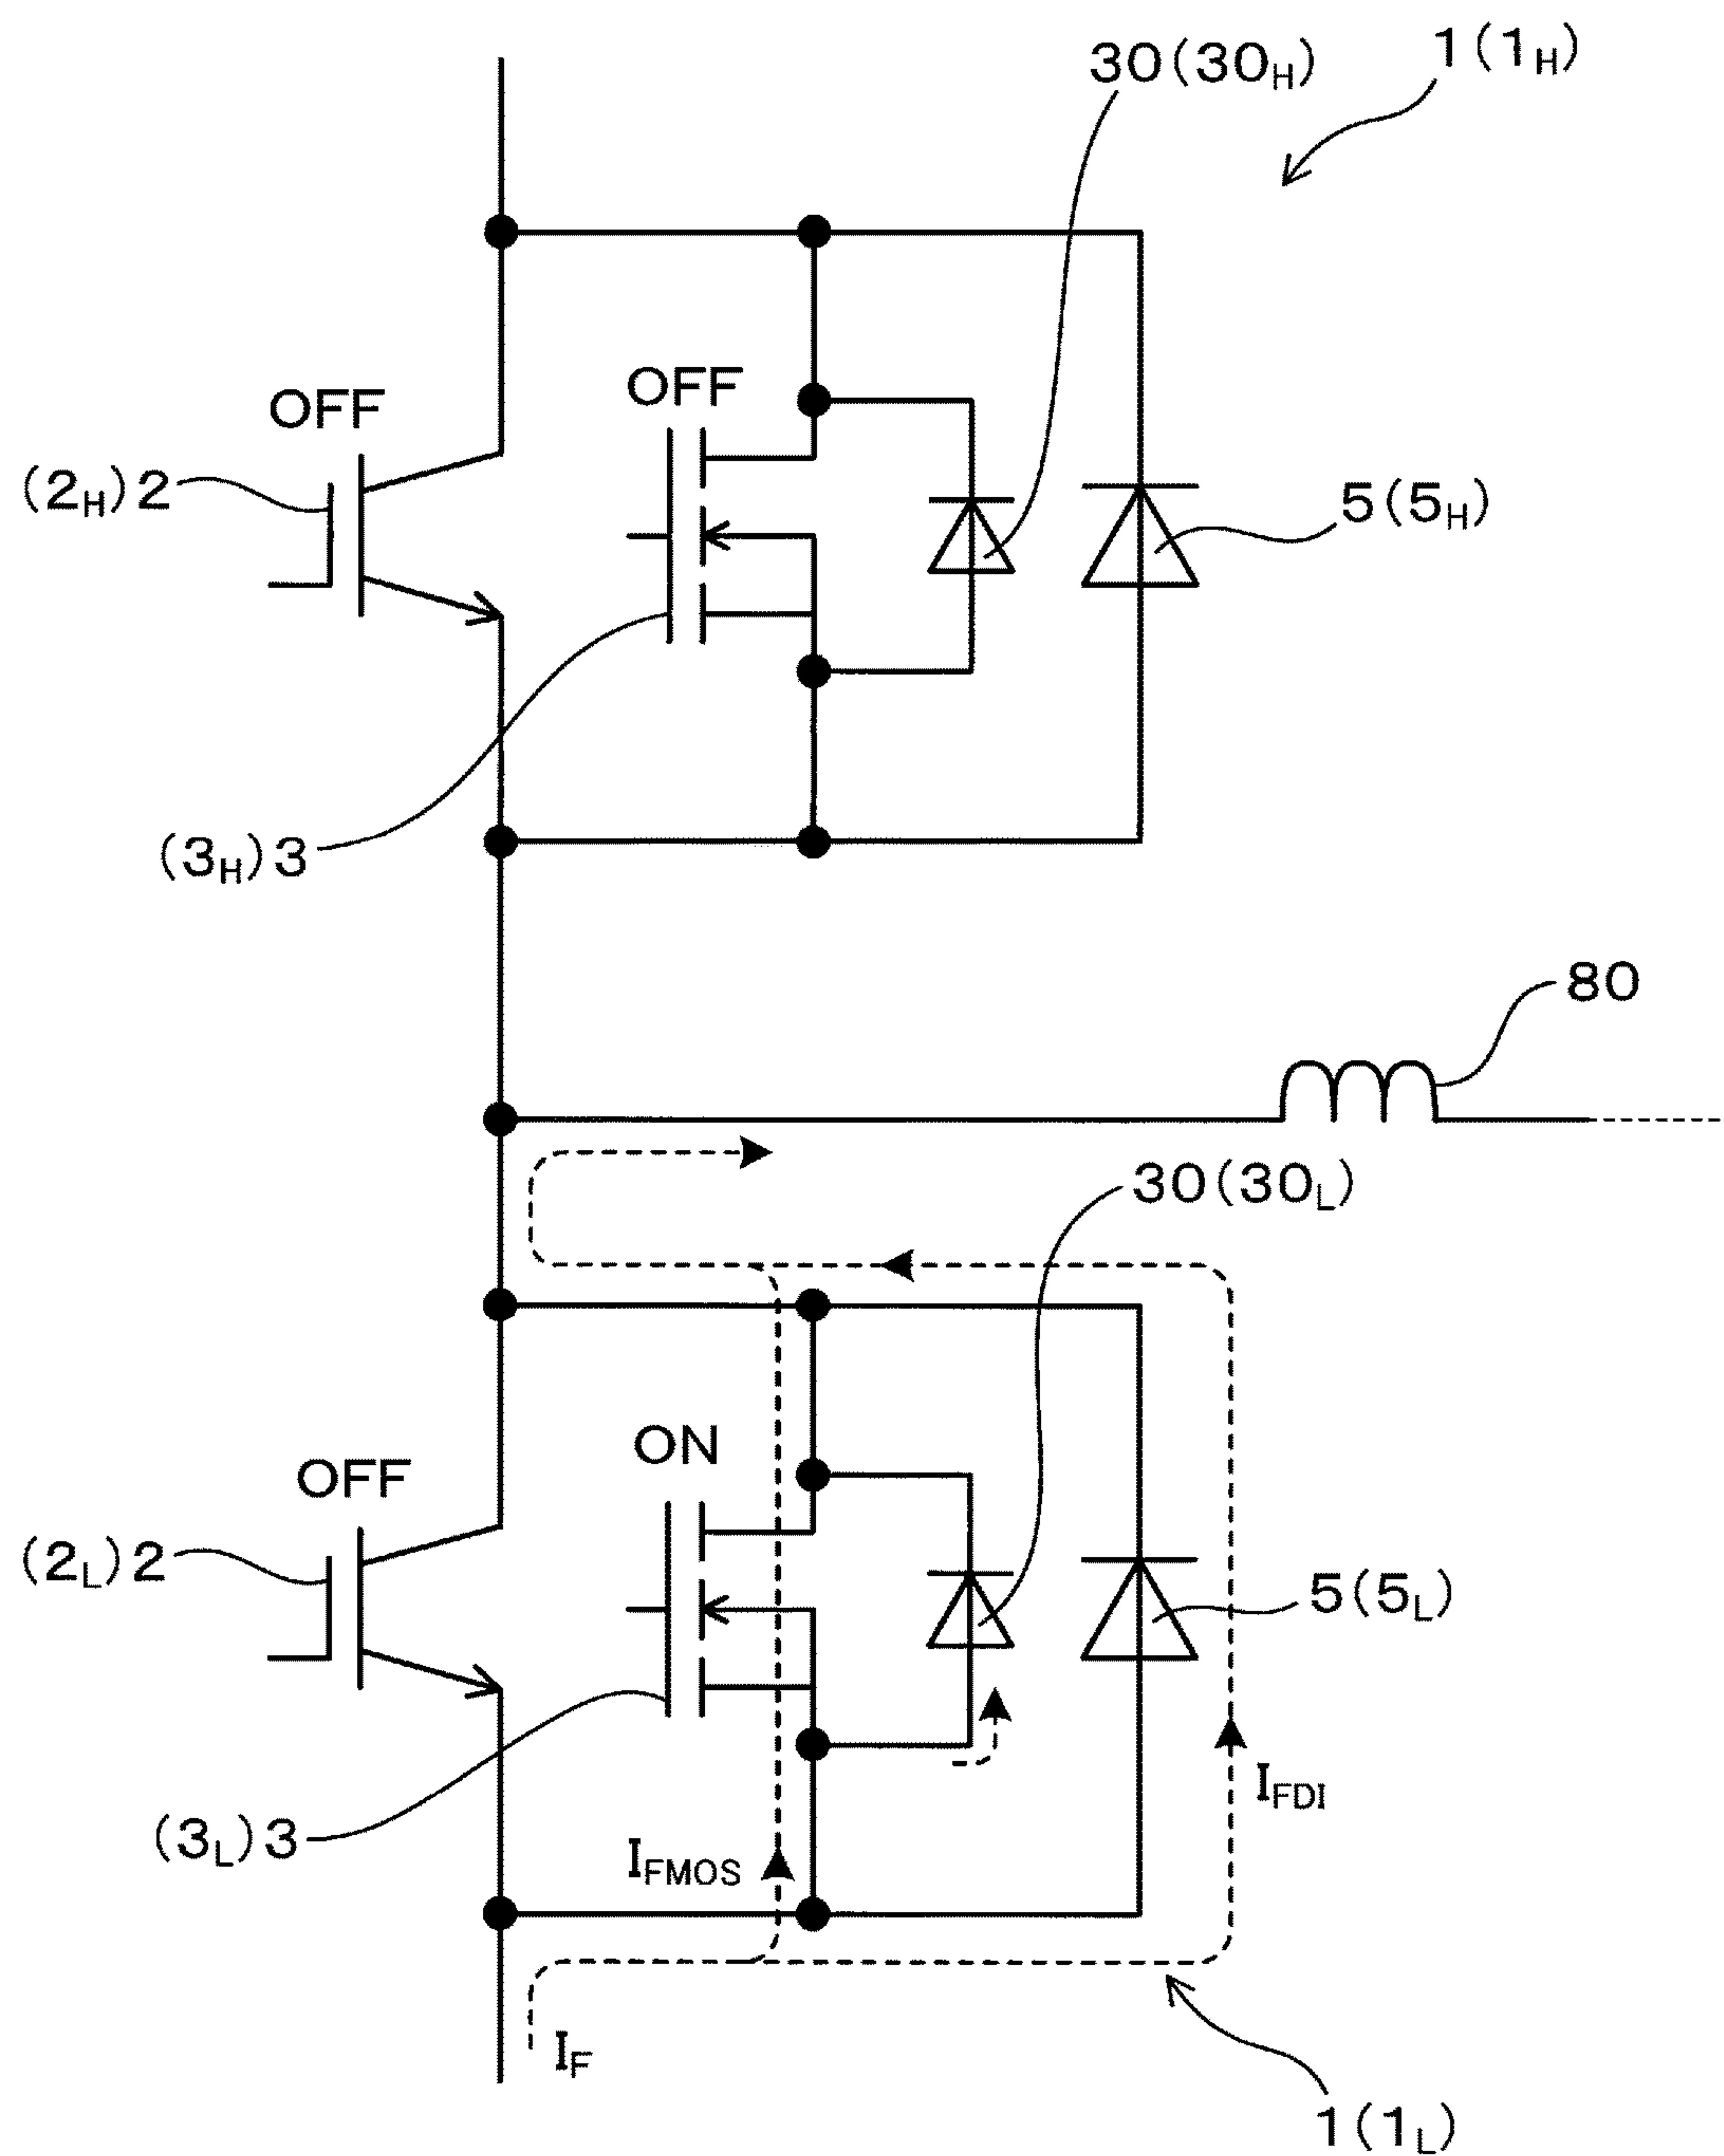 1(1H)
30(30H)
OFF
OFF
(2H)2
5(5H)
(3H)3
80
30(30L)
ON
OFF
(2L)2
5(5L)
IFDI
(3L)3
IFMOS
IF
1(1L)